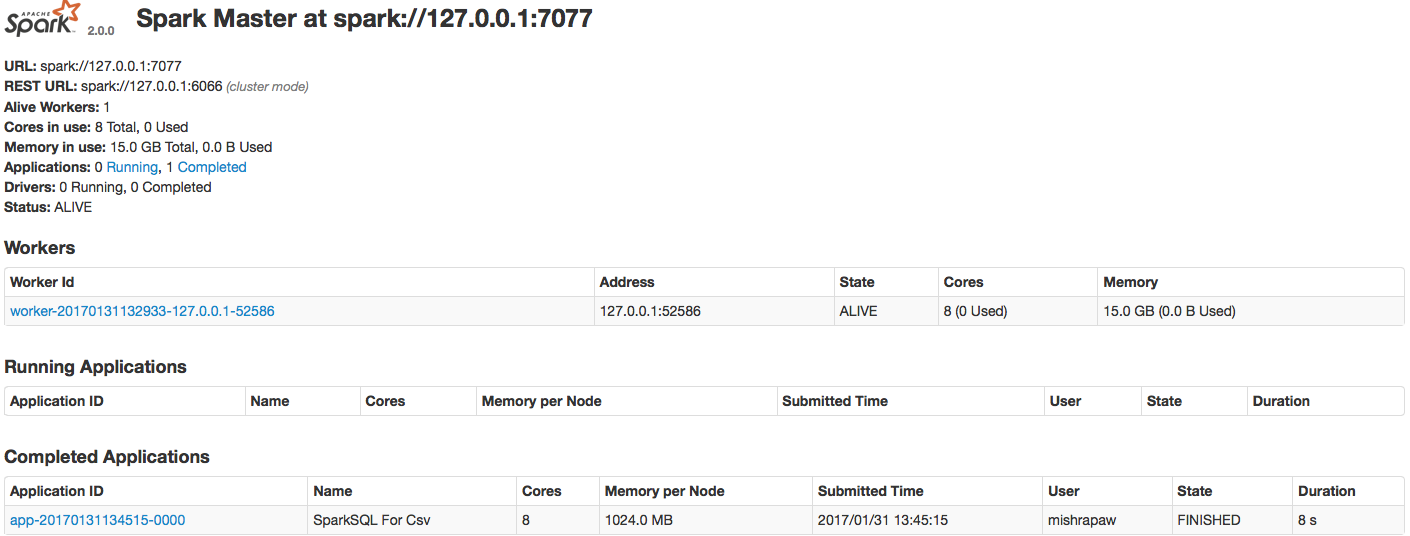 APACHE Spark 2.0.0 Spark Master at spark://127.0.0.1:7077
URL: spark://127.0.0.1:7077
REST URL: spark://127.0.0.1:6066 (cluster mode)
Alive Workers: 1
Cores in use: 8 Total, 0 Used
Memory in use: 15.0 GB Total, 0.0 B Used
Applications: 0 Running, 1 Completed
Drivers: 0 Running, 0 Completed
Status: ALIVE
Workers
Worker Id Address State Cores Memory
worker-20170131132933-127.0.0.1-52586 127.0.0.1:52586 ALIVE 8 (0 Used) 15.0 GB (0.0 B Used)
Running Applications
Application ID Name Cores Memory per Node Submitted Time User State Duration
Completed Applications
Application ID Name Cores Memory per Node Submitted Time User State Duration
app-20170131134515-0000 SparkSQL For Csv 8 1024.0 MB 2017/01/31 13:45:15 mishrapaw FINISHED 8 s